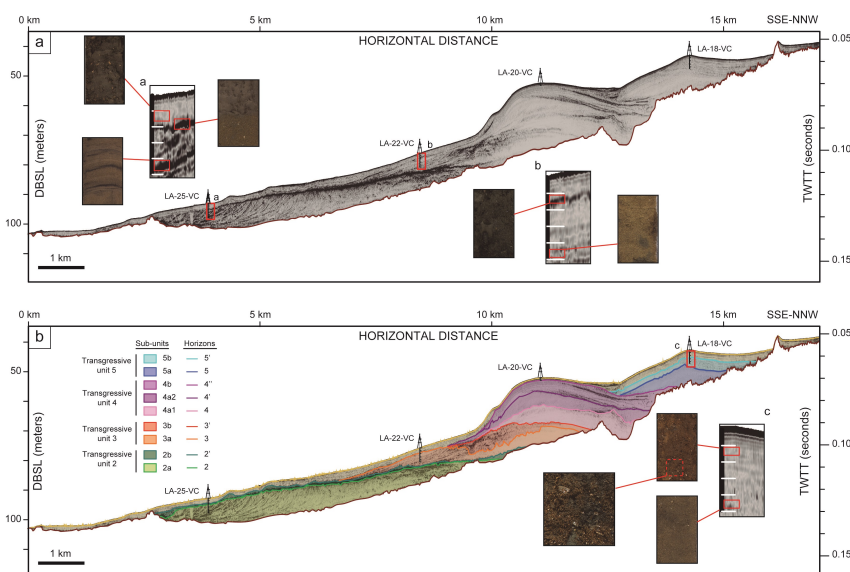 0 km 5 km 10 km 15 km SSE-NNW
a HORIZONTAL DISTANCE 0.05
LA-18-VC
50 LA-20-VC
a
DBSL (meters) TWTT (seconds)
LA-22-VC b 0.10
b
LA-25-VC a
100
1 km 0.15
0 km 5 km 10 km 15 km SSE-NNW
b HORIZONTAL DISTANCE 0.05
c LA-18-VC
Sub-units Horizons
Transgressive unit 5 5b 5'
5a 5
50 LA-20-VC
Transgressive unit 4 4b 4''
4a2 4'
4a1 4
c
Transgressive unit 3 3b 3'
3a 3
LA-22-VC 0.10
Transgressive unit 2 2b 2'
2a 2
DBSL (meters) TWTT (seconds)
LA-25-VC
100
1 km 0.15